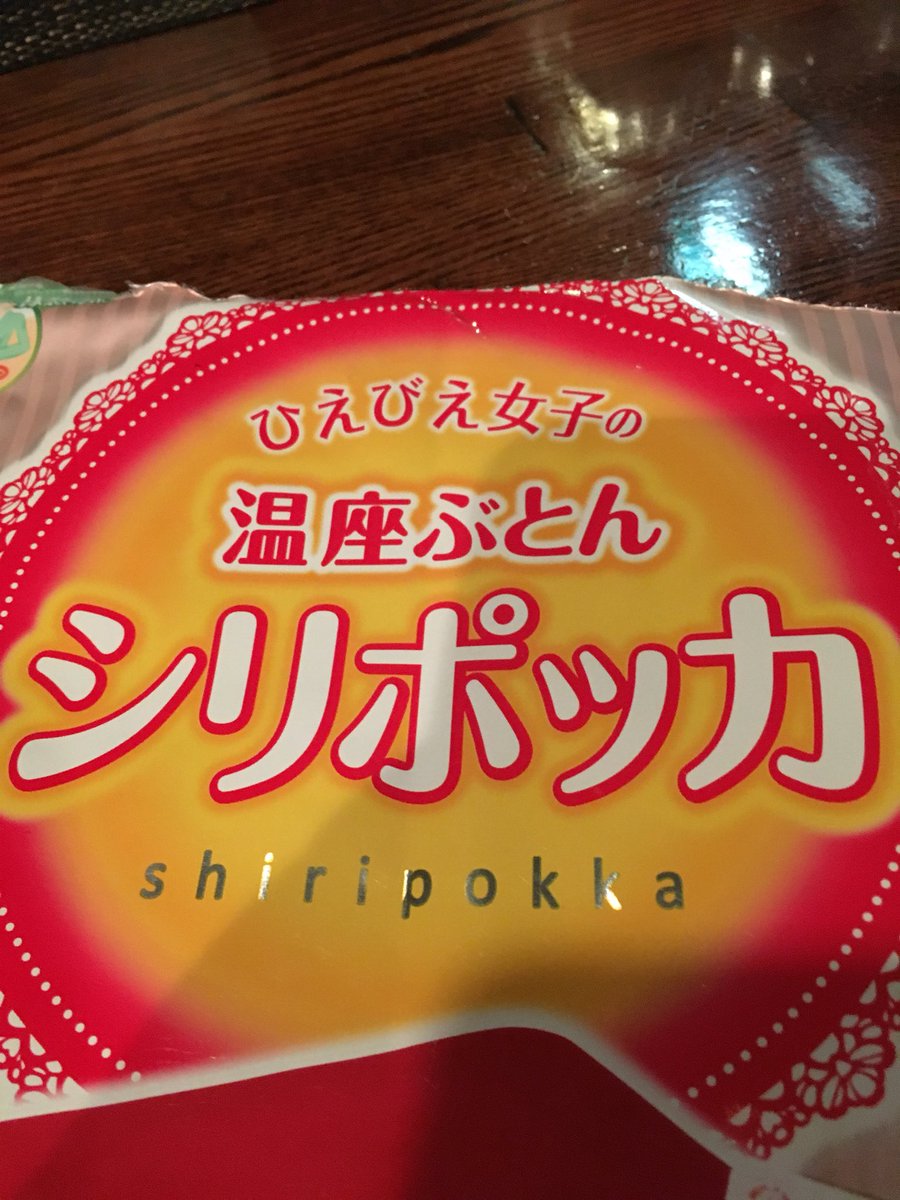 ひえびえ女子の
温座ぶとん
シリポッカ
shiripokka